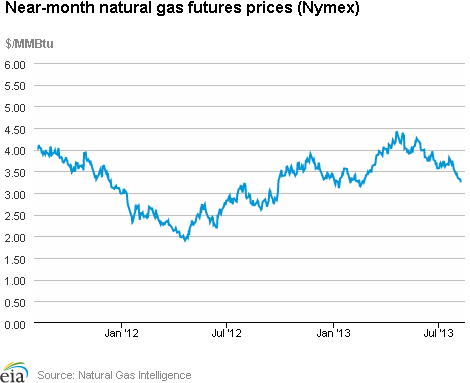 Near-month natural gas futures prices (Nymex)
$/MMBtu
6.00
5.50
5.00
4.50
4.00
3.50
3.00
2.50
2.00
1.50
1.00
0.50
0.00
Jan '12
Jul '12
Jan '13
Jul '13
eia
Source: Natural Gas Intelligence